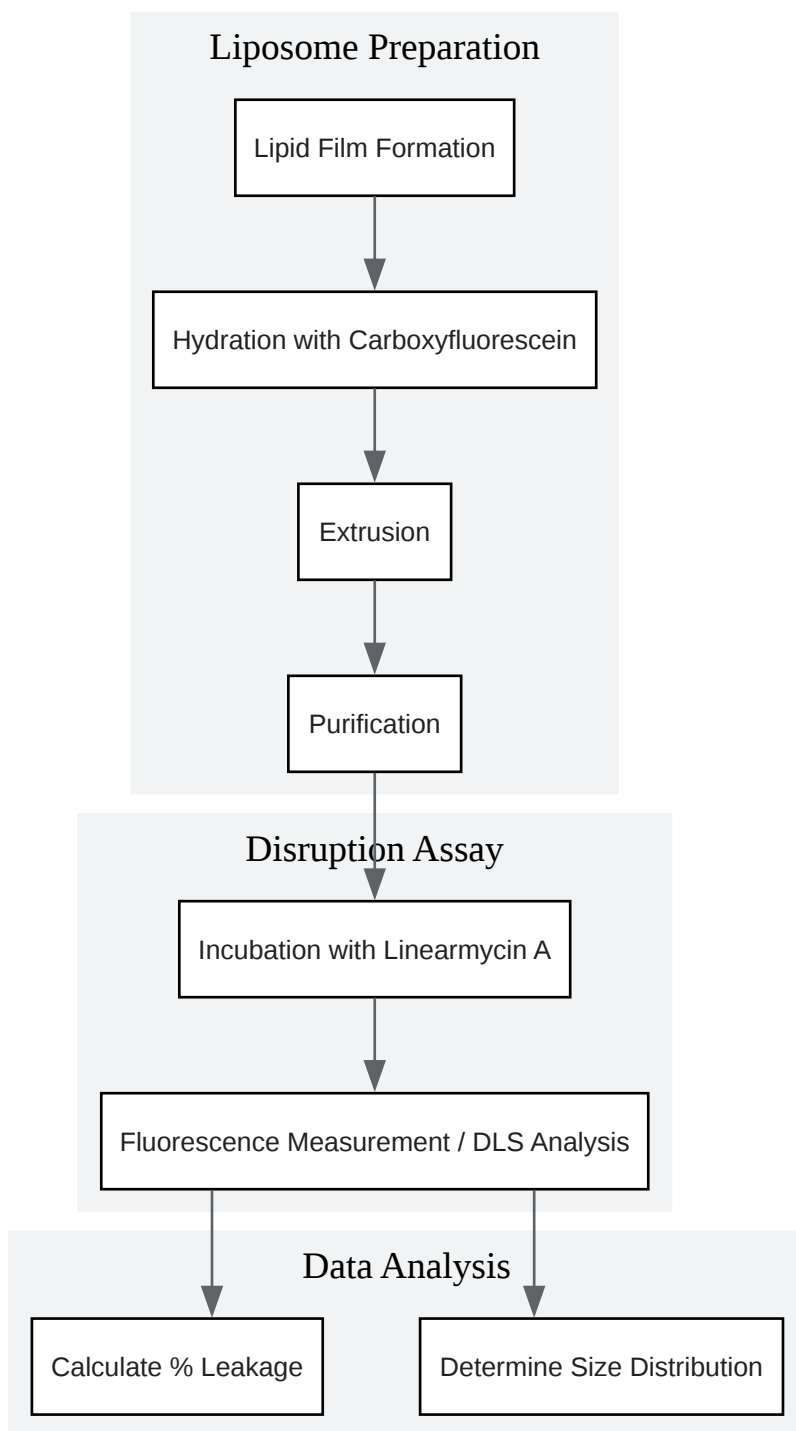 Liposome Preparation
Lipid Film Formation
Hydration with Carboxyfluorescein
Extrusion
Purification
Disruption Assay
Incubation with Linearmycin A
Fluorescence Measurement / DLS Analysis
Data Analysis
Calculate % Leakage
Determine Size Distribution